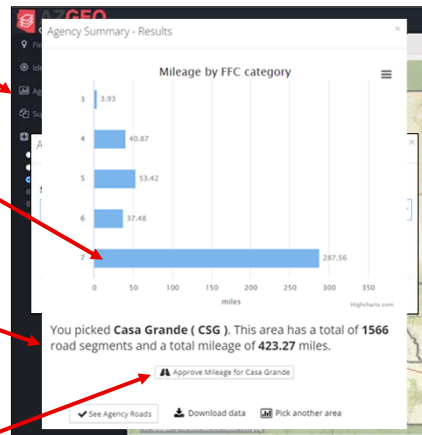 AZGEO
Agency Summary - Results
×
Mileage by FFC category
3
3.93
4
40.87
5
53.42
6
37.48
7
287.56
0 50 100 150 200 250 300 350
miles
Highcharts.com
You picked Casa Grande ( CSG ). This area has a total of 1566
road segments and a total mileage of 423.27 miles.
Approve Mileage for Casa Grande
See Agency Roads Download data Pick another area